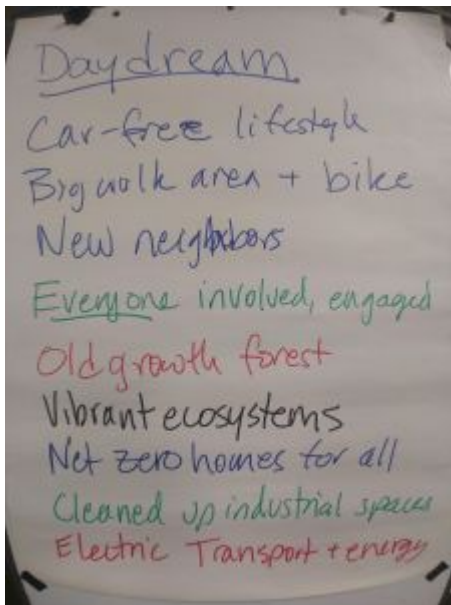 Daydream
Car-free lifestyle
Big walk area + bike
New neighbors
Everyone involved, engaged
Old growth forest
Vibrant ecosystems
Net zero homes for all
Cleaned up industrial spaces
Electric Transport + energy